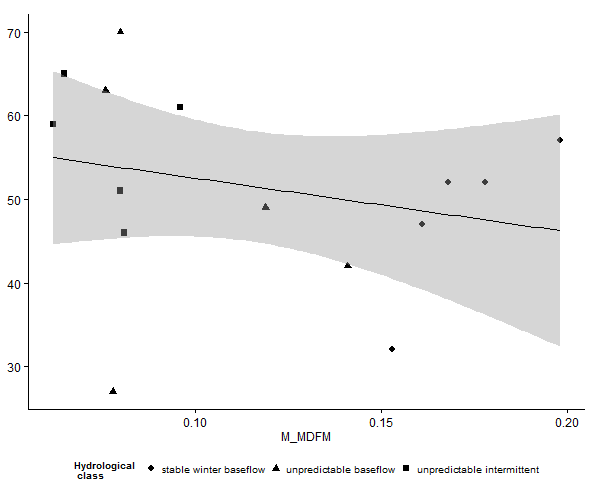 70
60
50
40
30
0.10 0.15 0.20
M_MDFM
Hydrological
class
stable winter baseflow unpredictable baseflow unpredictable intermittent